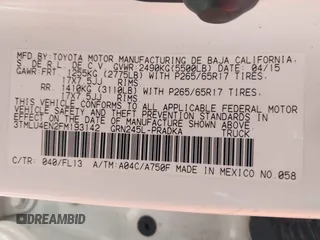 MFD. BY: TOYOTA MOTOR MANUFACTURING DE BAJA CALIFORNIA,
S. DE R.L. DE C.V. GVWR:2490KG(5500LB) 04/15
GAWR:FRT 1255KG (2775LB) WITH P265/65R17 TIRES,
17X7.5JJ RIMS
RR 1410KG (3110LB) WITH P265/65R17 TIRES,
17X7.5JJ RIMS
THIS VEHICLE CONFORMS TO ALL APPLICABLE FEDERAL MOTOR
VEHICLE SAFETY AND THEFT PREVENTION STANDARDS IN
EFFECT ON THE DATE OF MANUFACTURE SHOWN ABOVE.
3TMLU4EN2FM193142 GRN245L-PRADKA TRUCK
C/TR: 040/FL13 A/TM:A04C/A750F MADE IN MEXICO NO.058
DREAMBID